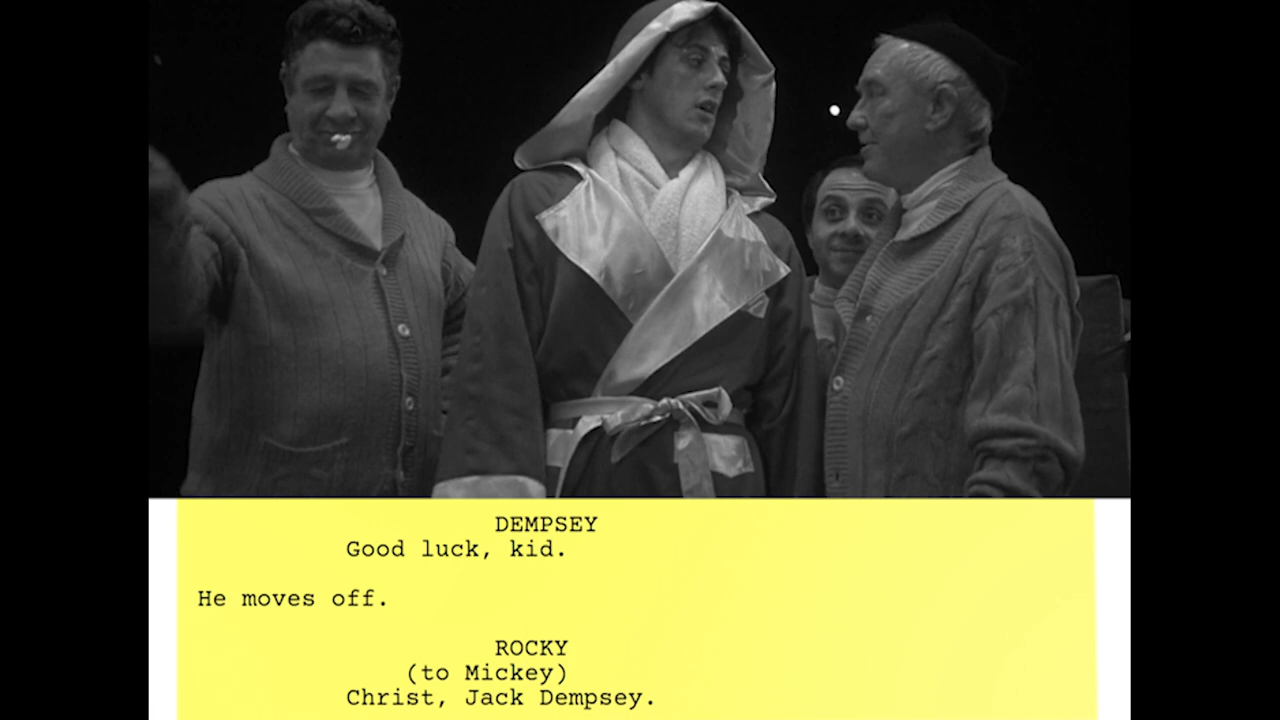 DEMPSEY
Good luck, kid.
He moves off.
ROCKY
(to Mickey)
Christ, Jack Dempsey.